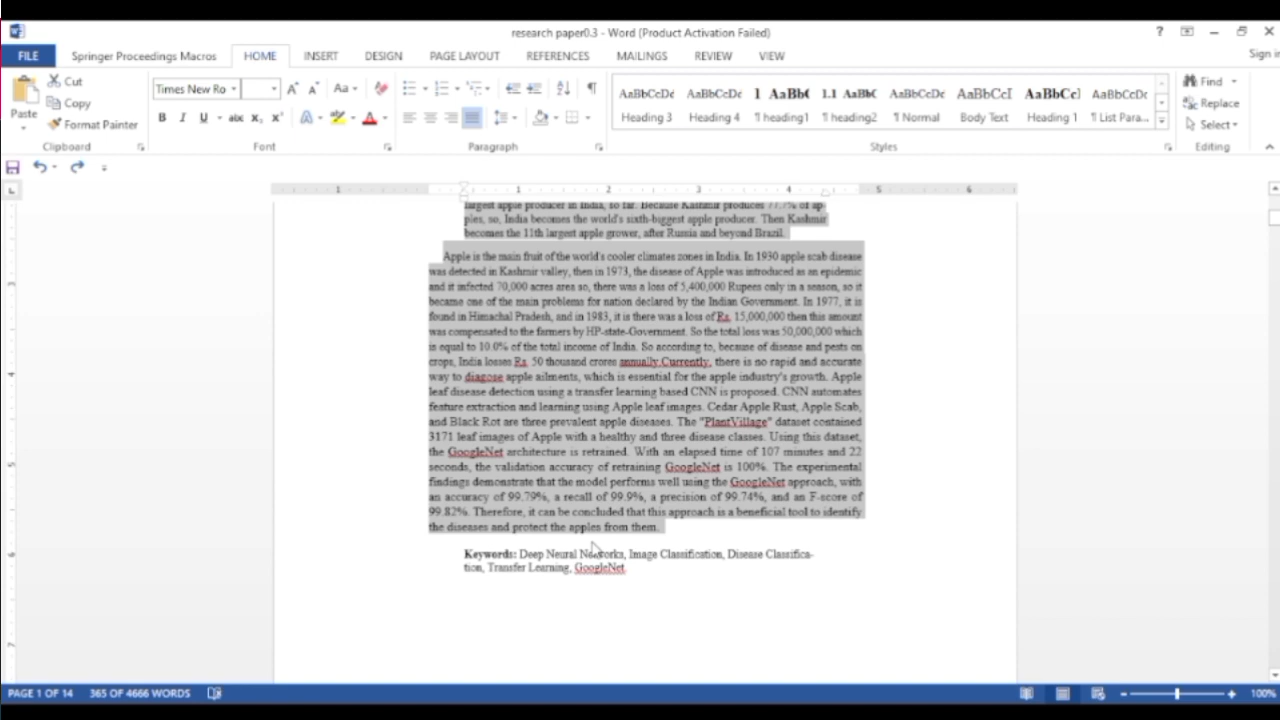 research paper0.3 - Word (Product Activation Failed)
FILE Springer Proceedings Macros HOME INSERT DESIGN PAGE LAYOUT REFERENCES MAILINGS REVIEW VIEW Sign in
Cut
Copy
Format Painter
Paste
Clipboard
Times New Ro
Font
Paragraph
AaBbCcDc AaBbCcDc 1 AaBb( 1.1 AaBb( AaBbCcDc AaBbCcI AaBbCc] AaBbCcDc
Heading 3 Heading 4 ¶ heading1 ¶ heading2 ¶ Normal Body Text Heading 1 ¶ List Para...
Styles
Find
Replace
Select
Editing
1 1 2 3 4 5 6
largest apple producer in India, so far. Because Kashmir produces 77.7% of ap-
ples, so, India becomes the world's sixth-biggest apple producer. Then Kashmir
becomes the 11th largest apple grower, after Russia and beyond Brazil.
Apple is the main fruit of the world's cooler climates zones in India. In 1930 apple scab disease
was detected in Kashmir valley, then in 1973, the disease of Apple was introduced as an epidemic
and it infected 70,000 acres area so, there was a loss of 5,400,000 Rupees only in a season, so it
became one of the main problems for nation declared by the Indian Government. In 1977, it is
found in Himachal Pradesh, and in 1983, it is there was a loss of Rs. 15,000,000 then this amount
was compensated to the farmers by HP-state-Government. So the total loss was 50,000,000 which
is equal to 10.0% of the total income of India. So according to, because of disease and pests on
crops, India losses Rs. 50 thousand crores annually.Currently, there is no rapid and accurate
way to diagose apple ailments, which is essential for the apple industry's growth. Apple
leaf disease detection using a transfer learning based CNN is proposed. CNN automates
feature extraction and learning using Apple leaf images. Cedar Apple Rust, Apple Scab,
and Black Rot are three prevalent apple diseases. The "PlantVillage" dataset contained
3171 leaf images of Apple with a healthy and three disease classes. Using this dataset,
the GoogleNet architecture is retrained. With an elapsed time of 107 minutes and 22
seconds, the validation accuracy of retraining GoogleNet is 100%. The experimental
findings demonstrate that the model performs well using the GoogleNet approach, with
an accuracy of 99.79%, a recall of 99.9%, a precision of 99.74%, and an F-score of
99.82%. Therefore, it can be concluded that this approach is a beneficial tool to identify
the diseases and protect the apples from them.
Keywords: Deep Neural Networks, Image Classification, Disease Classifica-
tion, Transfer Learning, GoogleNet
PAGE 1 OF 14 365 OF 4666 WORDS 100%